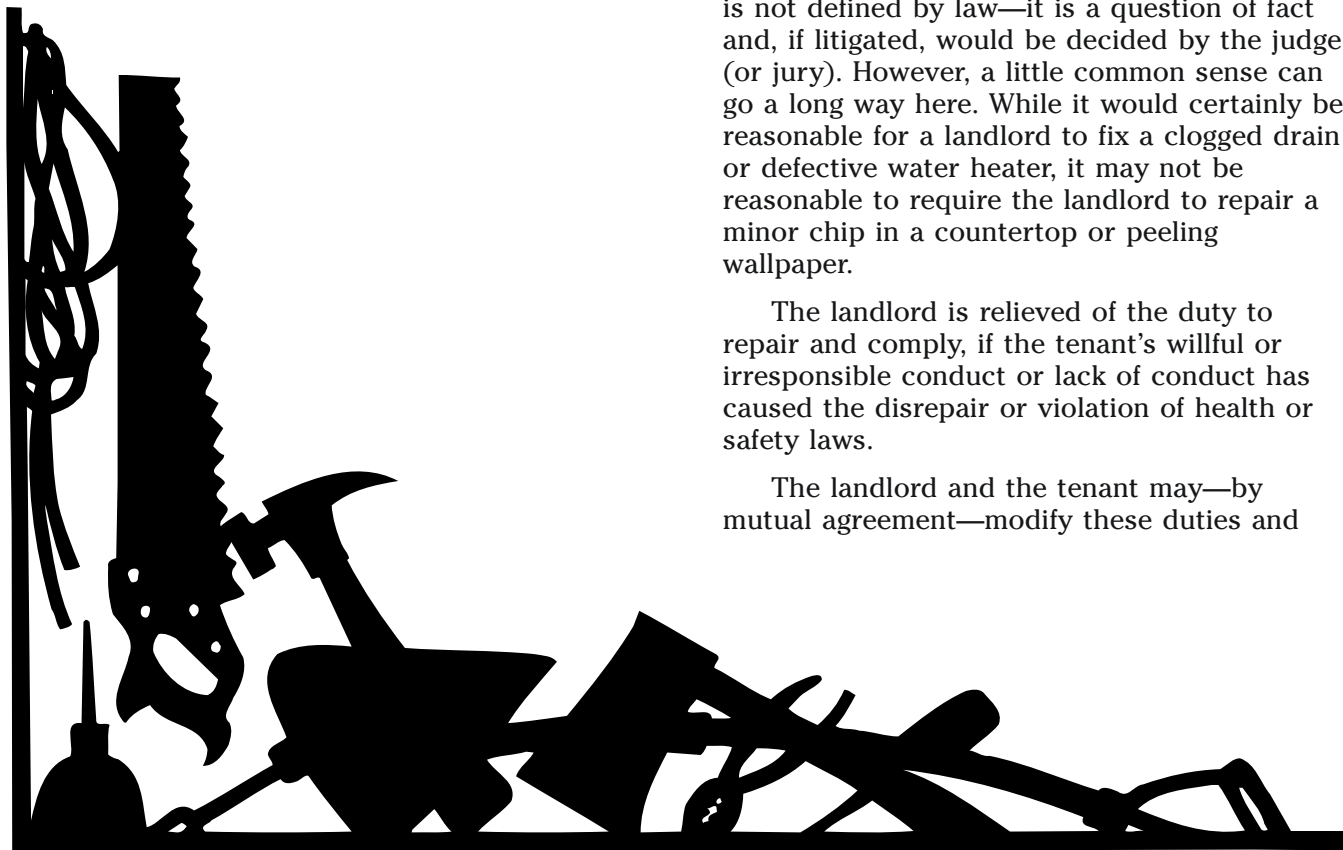 is not defined by law—it is a question of fact
and, if litigated, would be decided by the judge
(or jury). However, a little common sense can
go a long way here. While it would certainly be
reasonable for a landlord to fix a clogged drain
or defective water heater, it may not be
reasonable to require the landlord to repair a
minor chip in a countertop or peeling
wallpaper.
The landlord is relieved of the duty to
repair and comply, if the tenant’s willful or
irresponsible conduct or lack of conduct has
caused the disrepair or violation of health or
safety laws.
The landlord and the tenant may—by
mutual agreement—modify these duties and